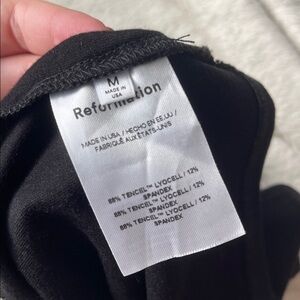 M
MADE IN
USA
Reformation
MADE IN USA / HECHO EN EE.UU /
FABRIQUÉ AUX ÉTATS-UNIS
88% TENCEL™ LYOCELL / 12%
SPANDEX
88% TENCEL™ LYOCELL / 12%
SPANDEX
88% TENCEL™ LYOCELL / 12%
SPANDEX